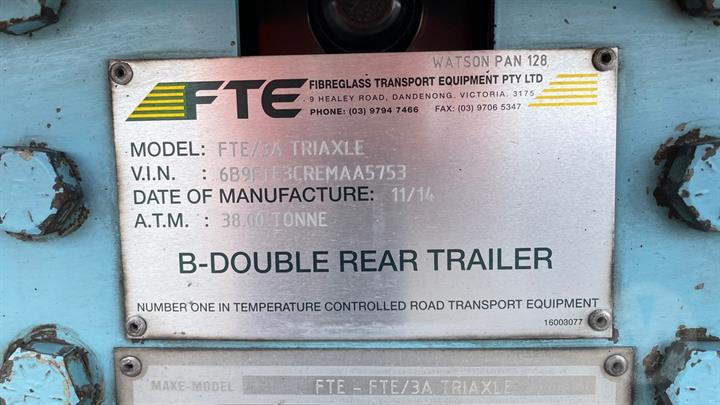 WATSON PAN 128
FTE FIBREGLASS TRANSPORT EQUIPMENT PTY LTD
9 HEALEY ROAD, DANDENONG, VICTORIA. 3175
PHONE: (03) 9794 7466 FAX: (03) 9706 5347
MODEL: FTE/3A TRIAXLE
V.I.N. : 6B9FTE3CREMAA5753
DATE OF MANUFACTURE: 11/14
A.T.M. : 38.00 TONNE
B-DOUBLE REAR TRAILER
NUMBER ONE IN TEMPERATURE CONTROLLED ROAD TRANSPORT EQUIPMENT
16003077
MAKE-MODEL FTE - FTE/3A TRIAXLE